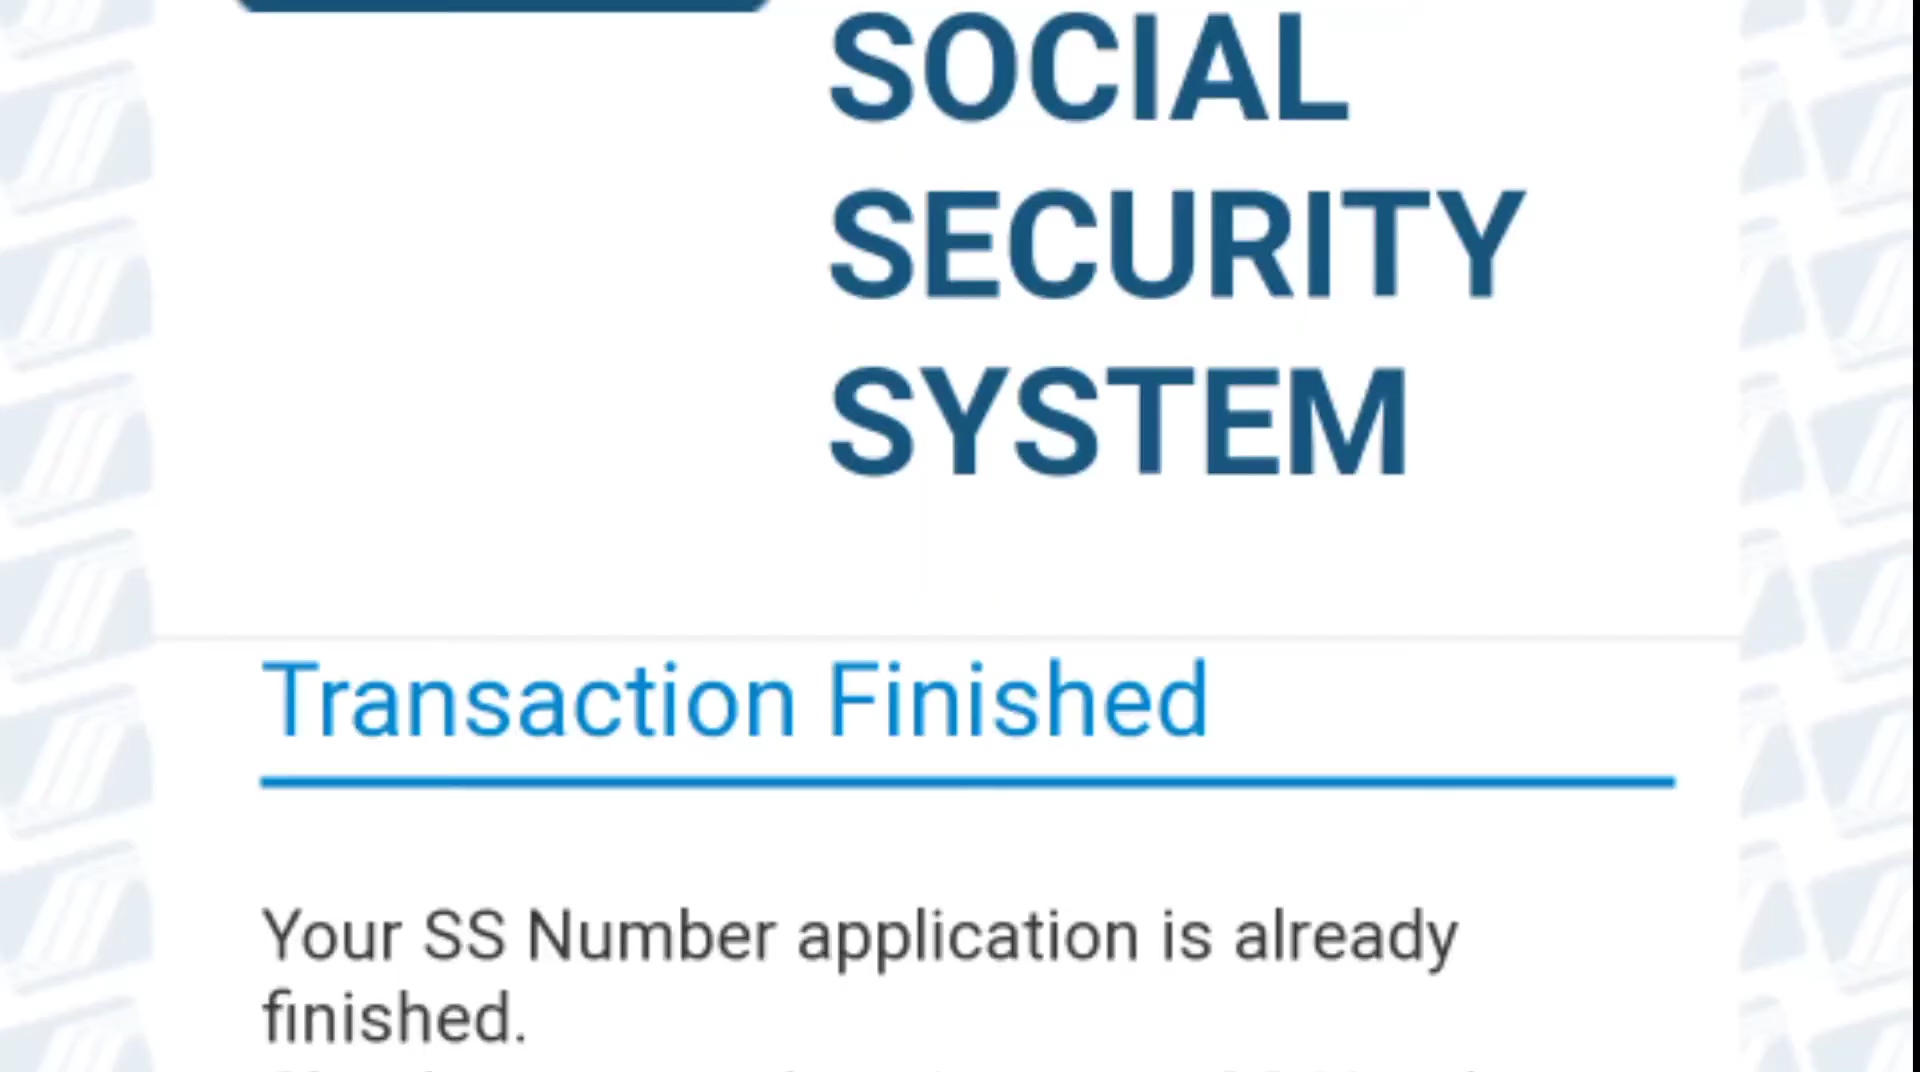 SOCIAL
SECURITY
SYSTEM
Transaction Finished
Your SS Number application is already
finished.